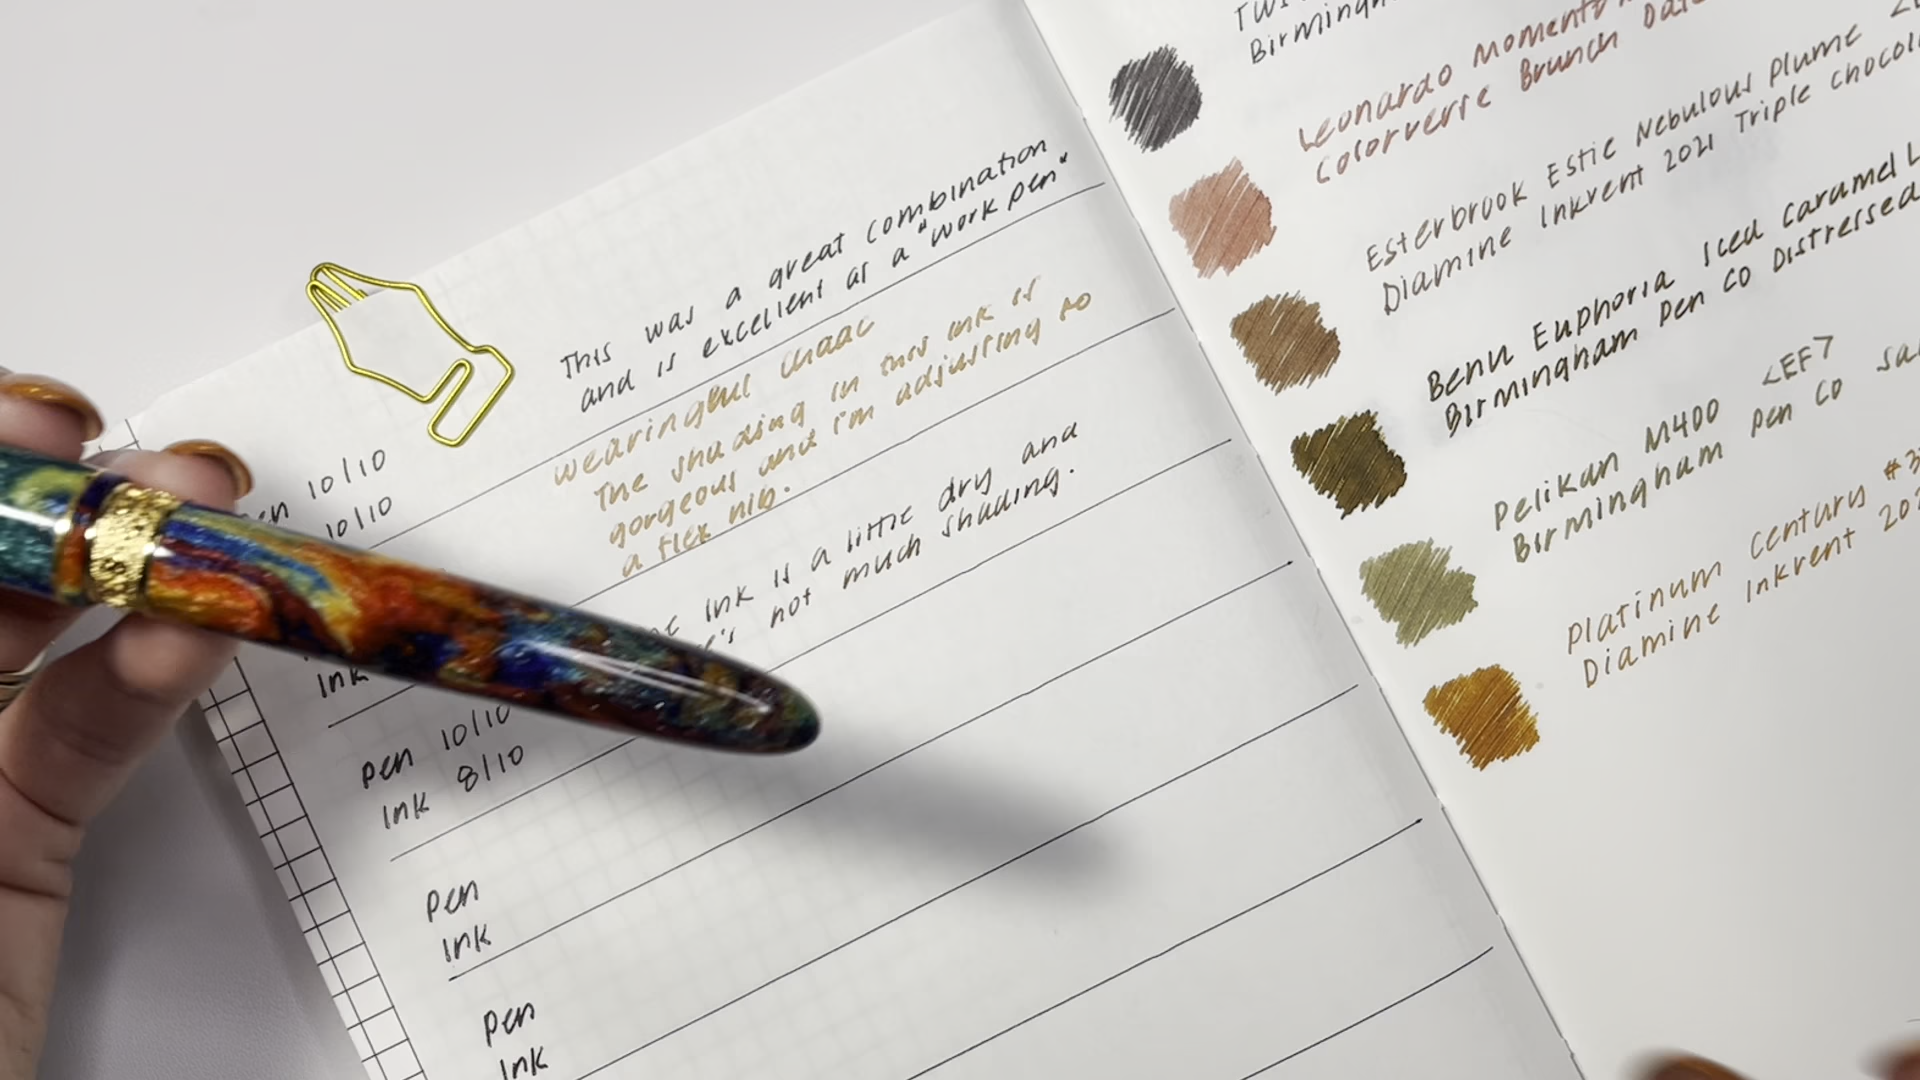 This was a great combination
and is excellent as a "work pen"
pen 10/10
10/10
The shading in this ink is
gorgeous and i'm adjusting to
a flex nib.
ink is a little dry and
not much shading.
Ink
pen 10/10
Ink 8/10
pen
Ink
pen
Ink
Leonardo
Colorverse Brunch Date
Esterbrook Estie Nebulous Plume
Diamine Inkvent 2021 Triple
Benu Euphoria Iced Caramel
Birmingham Pen Co Distressed
Pelikan M400 <EF>
Birmingham Pen Co
Platinum Century
Diamine Inkvent